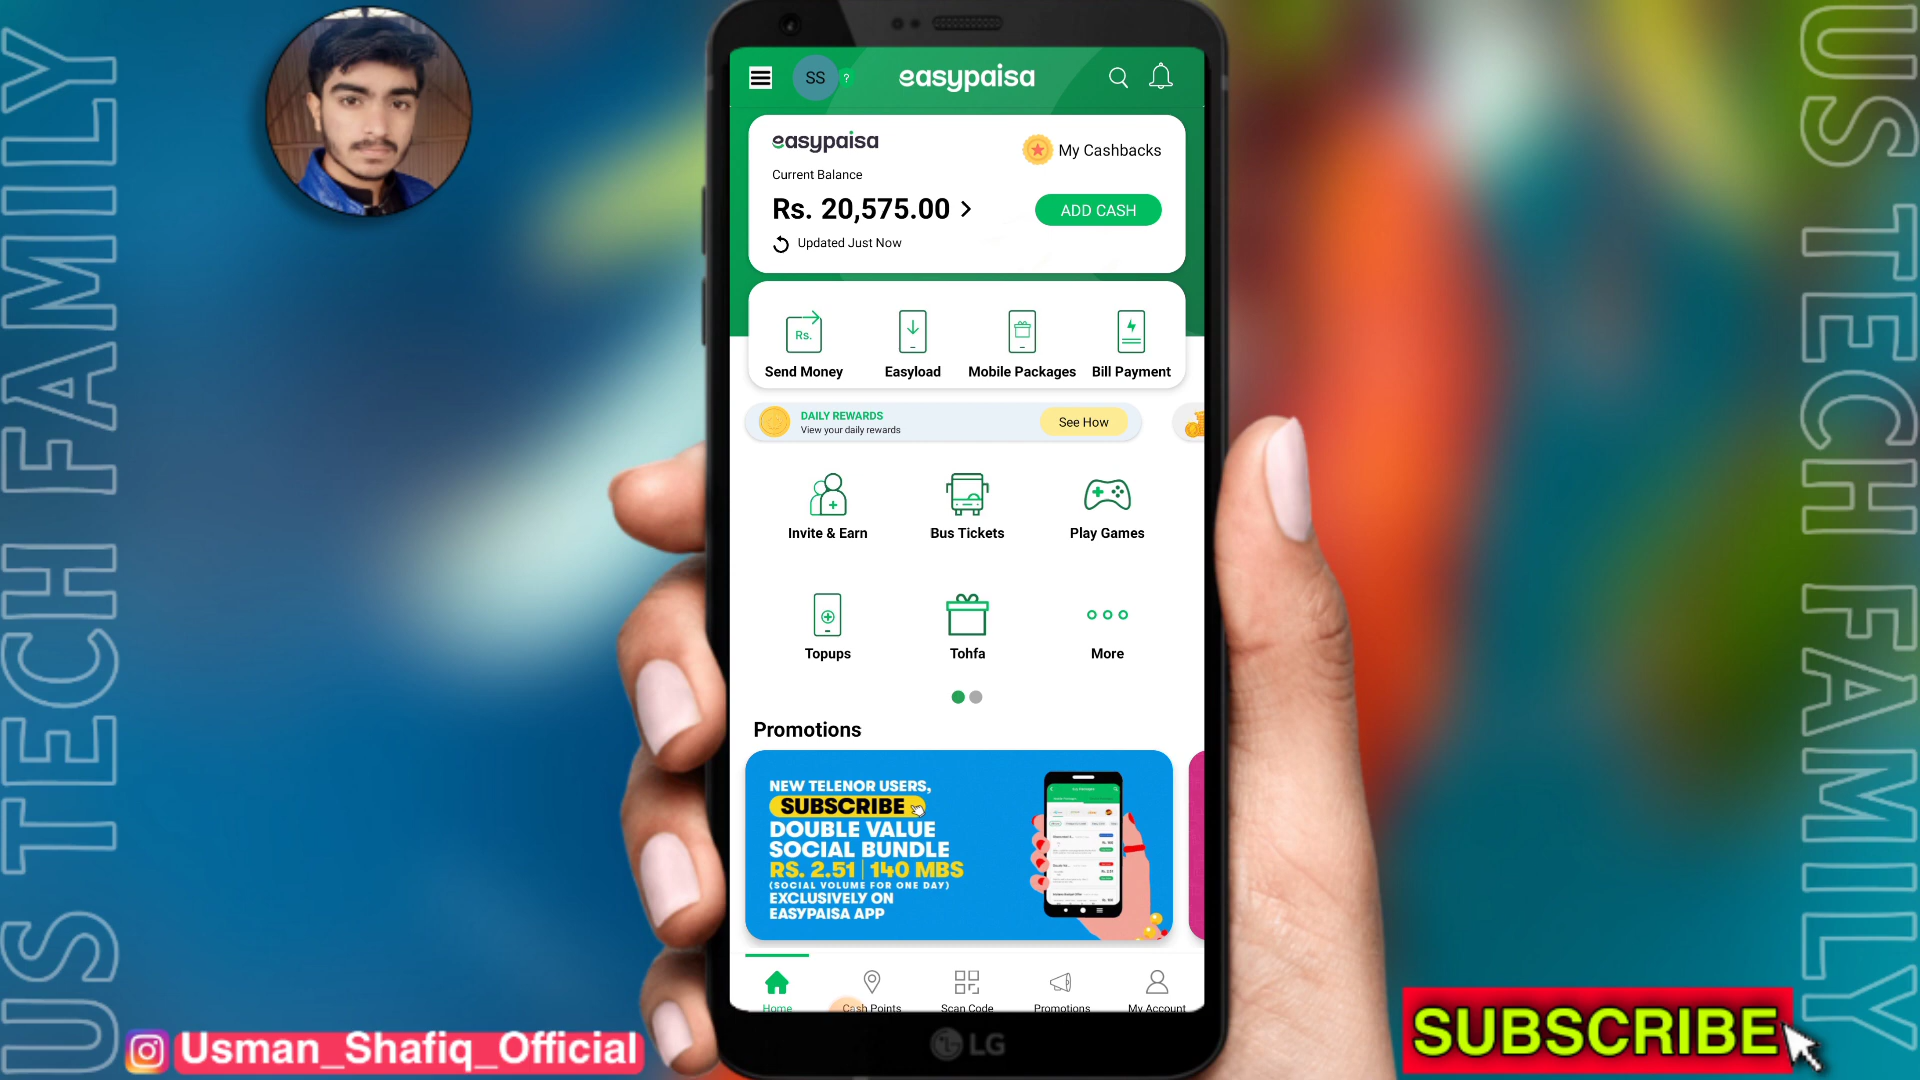 US TECH FAMILY
SS
?
easypaisa
easypaisa
My Cashbacks
Current Balance
Rs. 20,575.00
ADD CASH
Updated Just Now
Rs.
Send Money
Easyload
Mobile Packages
Bill Payment
DAILY REWARDS
View your daily rewards
See How
Invite & Earn
Bus Tickets
Play Games
Topups
Tohfa
More
Promotions
NEW TELENOR USERS,
SUBSCRIBE
DOUBLE VALUE
SOCIAL BUNDLE
RS. 2.51 | 140 MBS
(SOCIAL VOLUME FOR ONE DAY)
EXCLUSIVELY ON
EASYPAISA APP
Home
Cash Points
Scan Code
Promotions
My Account
LG
Usman_Shafiq_Official
SUBSCRIBE
US TECH FAMILY